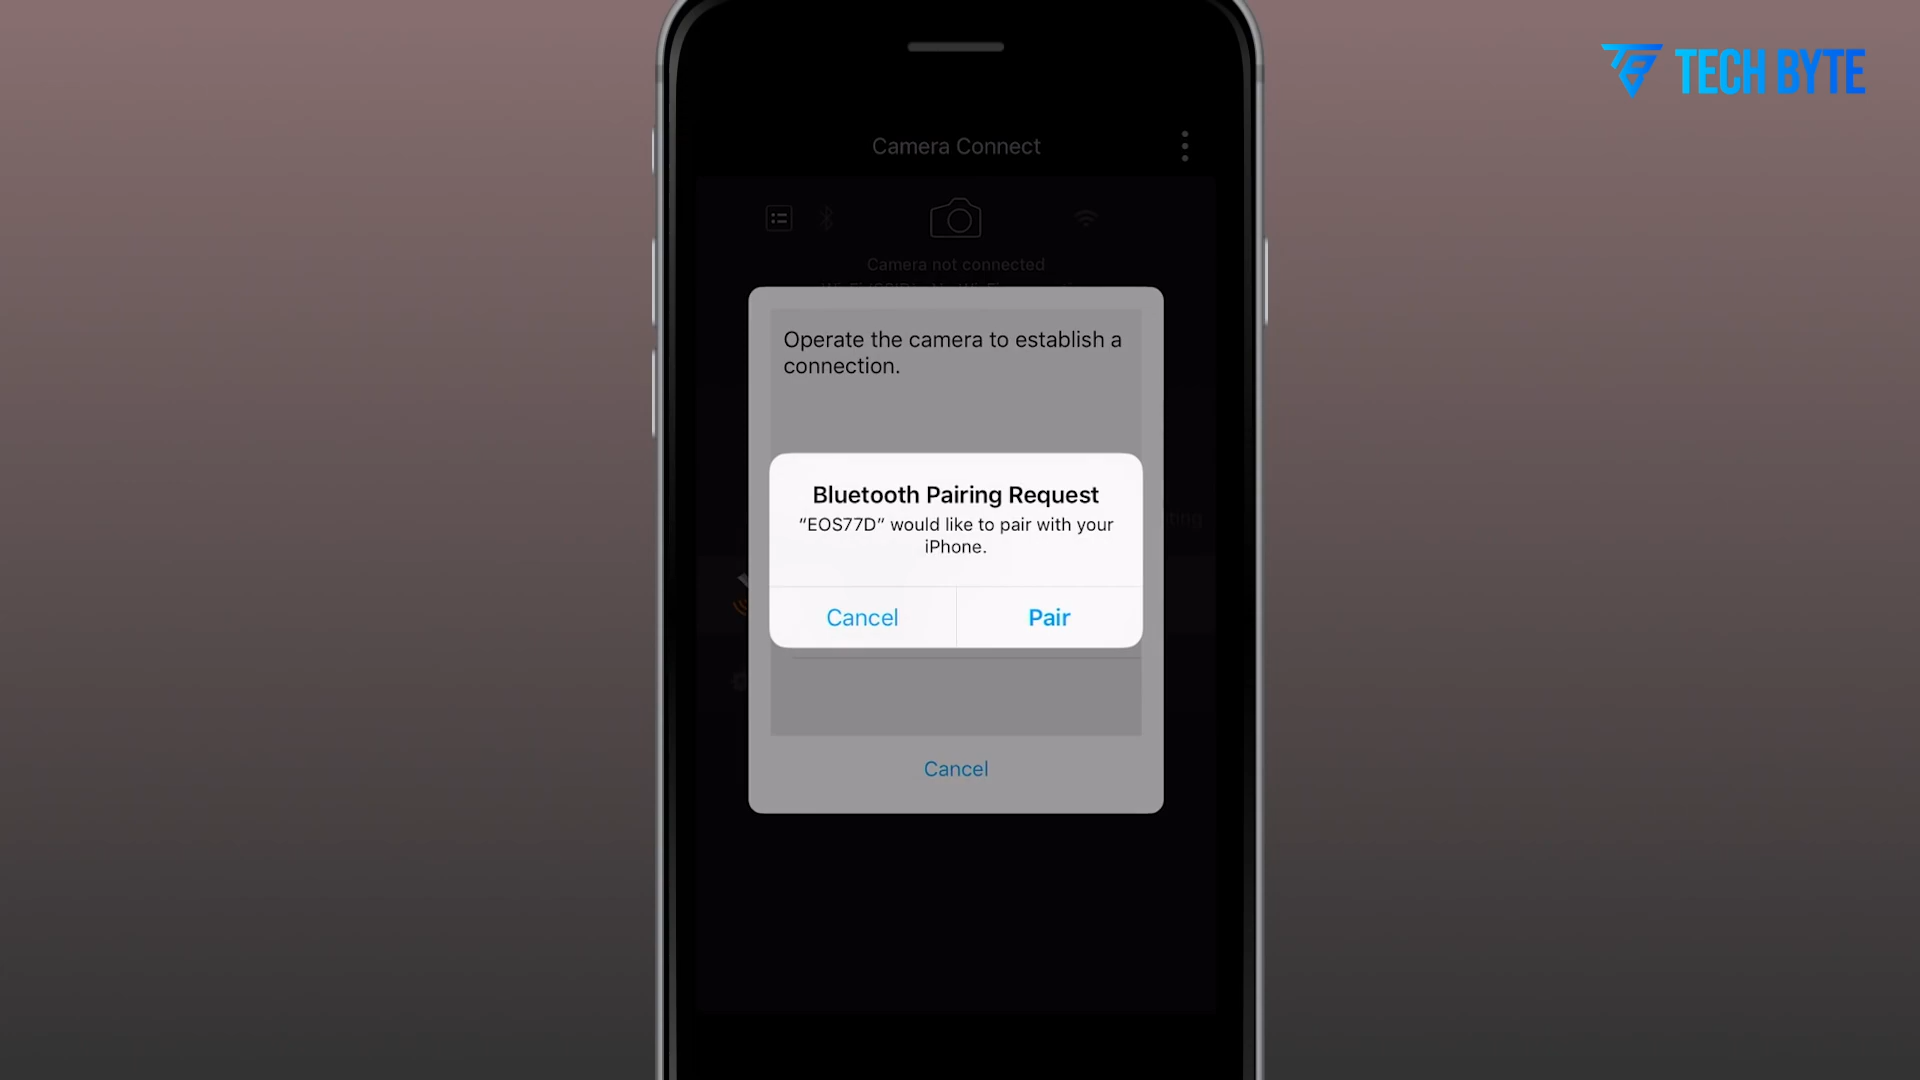 TECH BYTE
Camera Connect
Camera not connected
Operate the camera to establish a
connection.
Bluetooth Pairing Request
“EOS77D” would like to pair with your
iPhone.
Cancel
Pair
Cancel